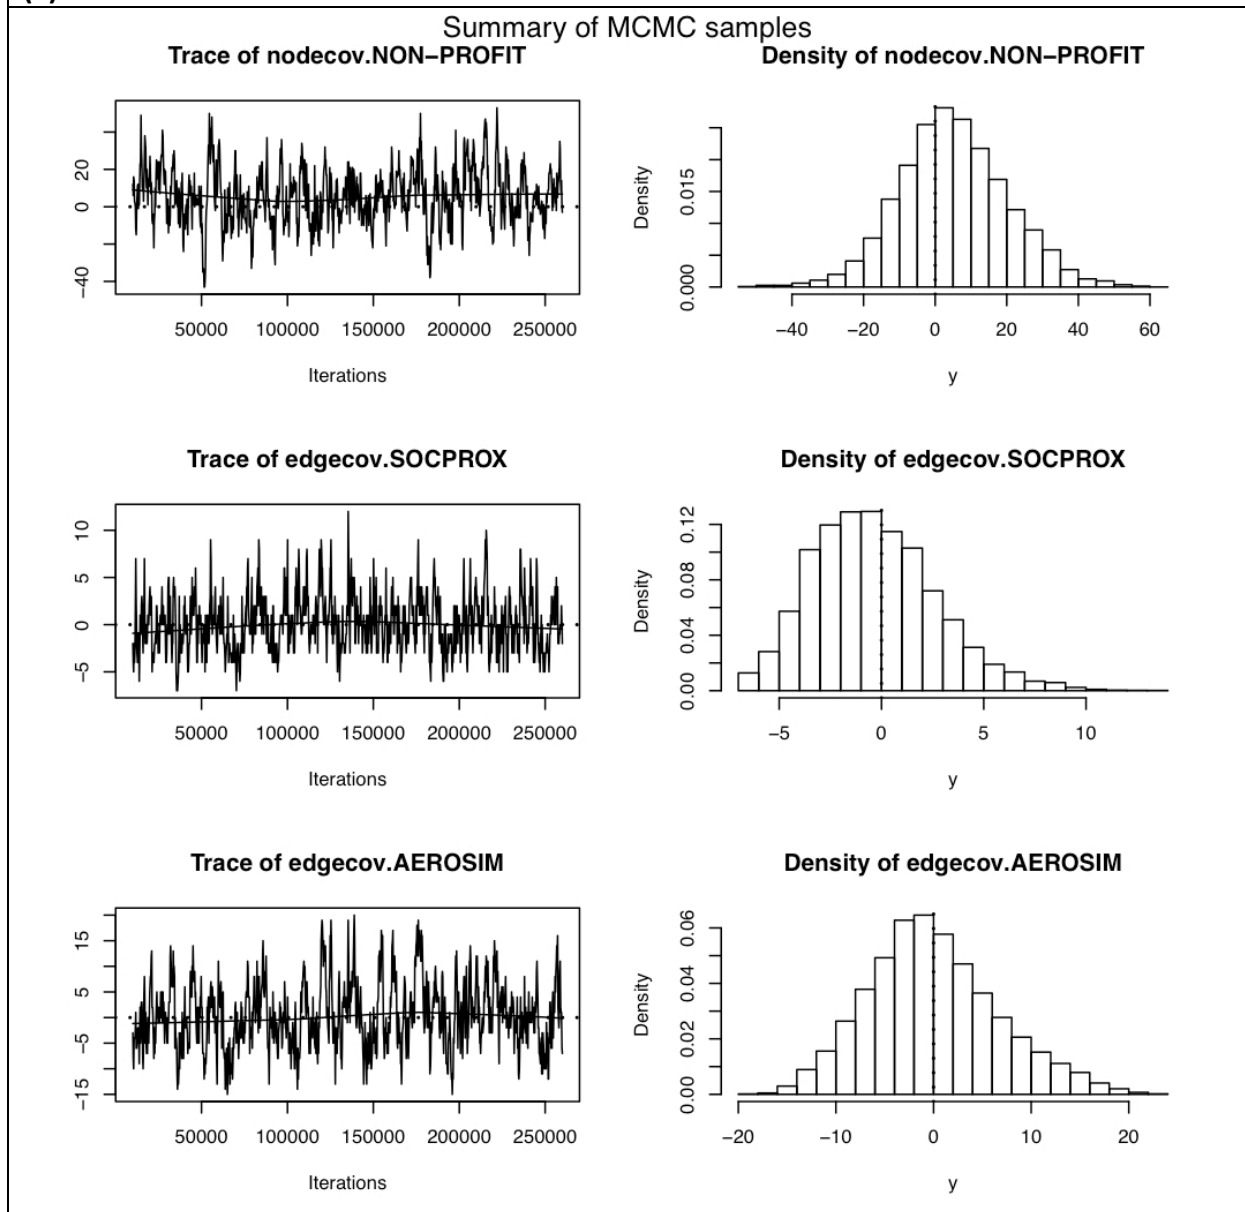 Summary of MCMC samples
Trace of nodecov.NON−PROFIT
Density of nodecov.NON−PROFIT
20
0
−40
50000 100000 150000 200000 250000
Iterations
Density
0.015
0.000
−40 −20 0 20 40 60
y
Trace of edgecov.SOCPROX
Density of edgecov.SOCPROX
10
5
0
−5
50000 100000 150000 200000 250000
Iterations
Density
0.12
0.08
0.04
0.00
−5 0 5 10
y
Trace of edgecov.AEROSIM
Density of edgecov.AEROSIM
15
5
−5
−15
50000 100000 150000 200000 250000
Iterations
Density
0.06
0.04
0.02
0.00
−20 −10 0 10 20
y